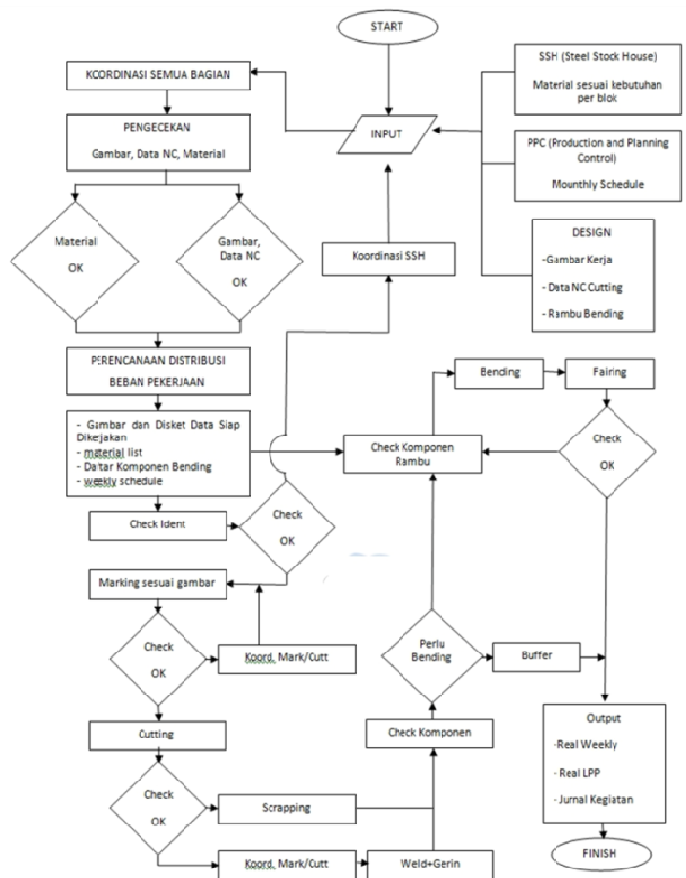 START
KOORDINASI SEMUA BAGIAN
INPUT
SSH (Steel Stock House)
Material sesuai kebutuhan
per blok
PENGECEKAN
Gambar, Data NC, Material
PPC (Production and Planning
Control)
Mounthly Schedule
Material
OK
Gambar,
Data NC
OK
Koordinasi SSH
DESIGN
-Gambar Kerja
- Data NC Cutting
- Rambu Bending
PERENCANAAN DISTRIBUSI
BEBAN PEKERJAAN
- Gambar dan Disket Data Siap
Dikerjakan
- material list
- Daftar Komponen Bending
- weekly schedule
Bending
Fairing
Check Komponen
Rambu
Check
OK
Check Ident
Check
OK
Marking sesuai gambar
Check
OK
Koord, Mark/Cutt
Perlu
Bending
Buffer
Cutting
Check Komponen
Output
-Real Weekly
- Real LPP
- Jurnal Kegiatan
Check
OK
Scrapping
Koord, Mark/Cutt
Weld+Gerin
FINISH